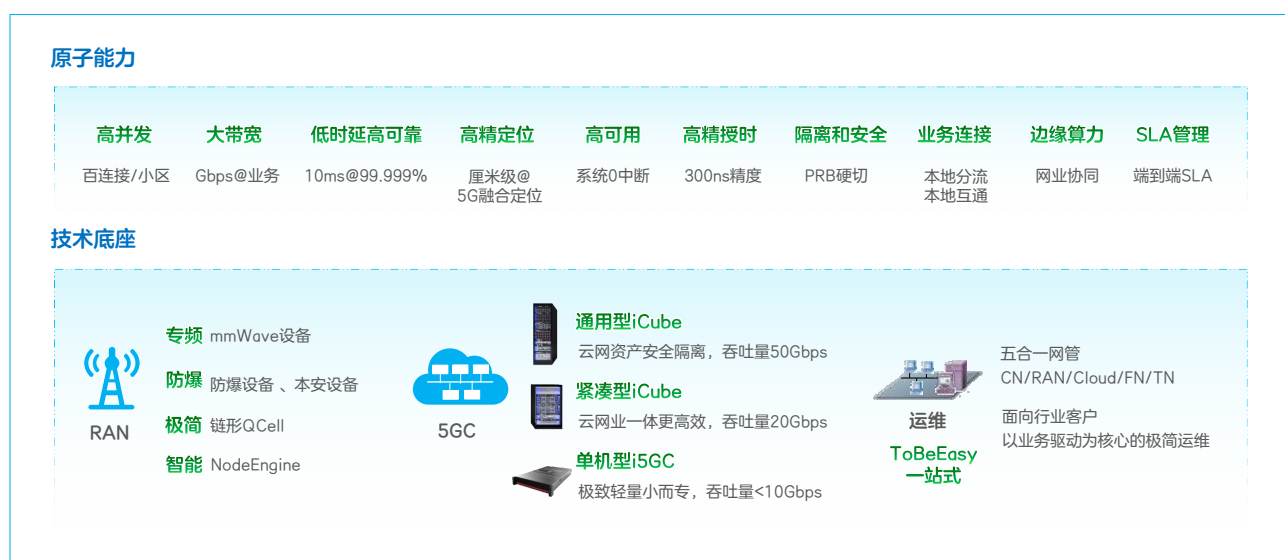 原子能力
高并发
百连接/小区
大带宽
Gbps@业务
低时延高可靠
10ms@99.999%
高精定位
厘米级@
5G融合定位
高可用
系统0中断
高精授时
300ns精度
隔离和安全
PRB硬切
业务连接
本地分流
本地互通
边缘算力
网业协同
SLA管理
端到端SLA
技术底座
RAN
专频 mmWave设备
防爆 防爆设备 、本安设备
极简 链形QCell
智能 NodeEngine
5GC
通用型iCube
云网资产安全隔离，吞吐量50Gbps
紧凑型iCube
云网业一体更高效，吞吐量20Gbps
单机型i5GC
极致轻量小而专，吞吐量<10Gbps
运维
ToBeEasy
一站式
五合一网管
CN/RAN/Cloud/FN/TN
面向行业客户
以业务驱动为核心的极简运维